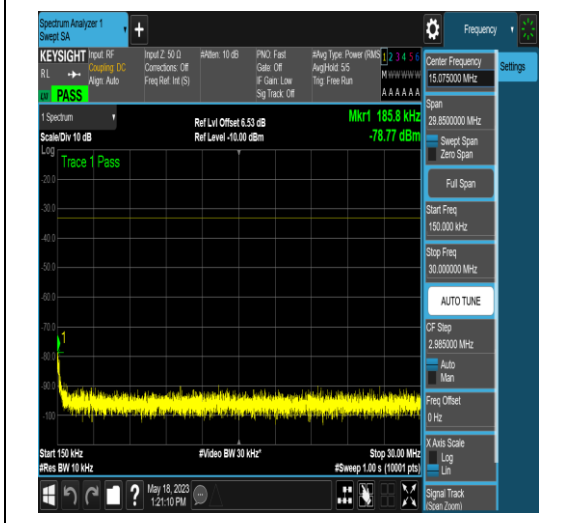 Spectrum Analyzer 1
Swept SA
Frequency
KEYSIGHT
RL
PASS
Input: RF
Coupling: DC
Align: Auto
Input Z: 50 Ω
Corrections: Off
Freq Ref: Int (S)
#Atten: 10 dB
PNO: Fast
Gate: Off
IF Gain: Low
Sig Track: Off
#Avg Type: Power (RMS
Avg|Hold: 5/5
Trig: Free Run
1 2 3 4 5 6
M W W W W W
A A A A A A
Settings
1 Spectrum
Scale/Div 10 dB
Ref Lvl Offset 6.53 dB
Ref Level -10.00 dBm
Mkr1 185.8 kHz
-78.77 dBm
Log
Trace 1 Pass
-20.0
-30.0
-40.0
-50.0
-60.0
-70.0
-80.0
-90.0
-100
1
Start 150 kHz
#Res BW 10 kHz
#Video BW 30 kHz*
Stop 30.00 MHz
#Sweep 1.00 s (10001 pts)
?
May 18, 2023
1:21:10 PM
Center Frequency
15.075000 MHz
Span
29.8500000 MHz
Swept Span
Zero Span
Full Span
Start Freq
150.000 kHz
Stop Freq
30.000000 MHz
AUTO TUNE
CF Step
2.985000 MHz
Auto
Man
Freq Offset
0 Hz
X Axis Scale
Log
Lin
Signal Track
(Span Zoom)